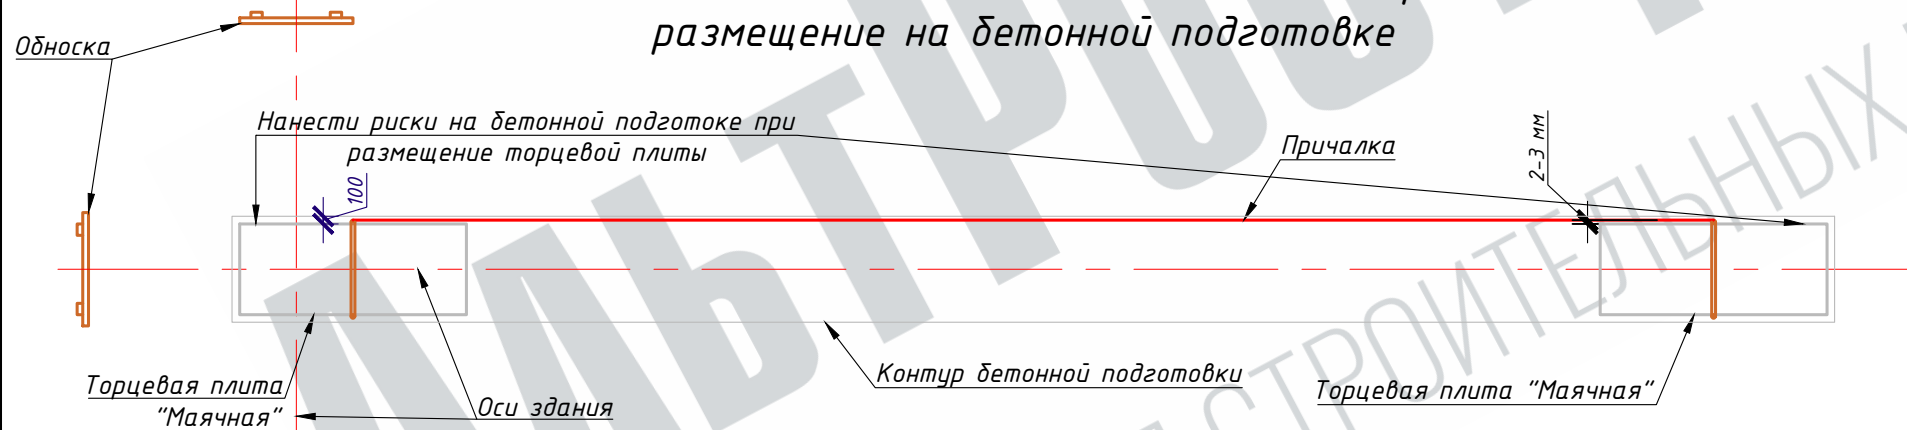 размещение на бетонной подготовке
Обноска
Нанести риски на бетонной подготоке при
размещение торцевой плиты
100
Причалка
2-3 мм
Торцевая плита
"Маячная"
Оси здания
Контур бетонной подготовки
Торцевая плита "Маячная"
СТРОИТЕЛЬНЫХ